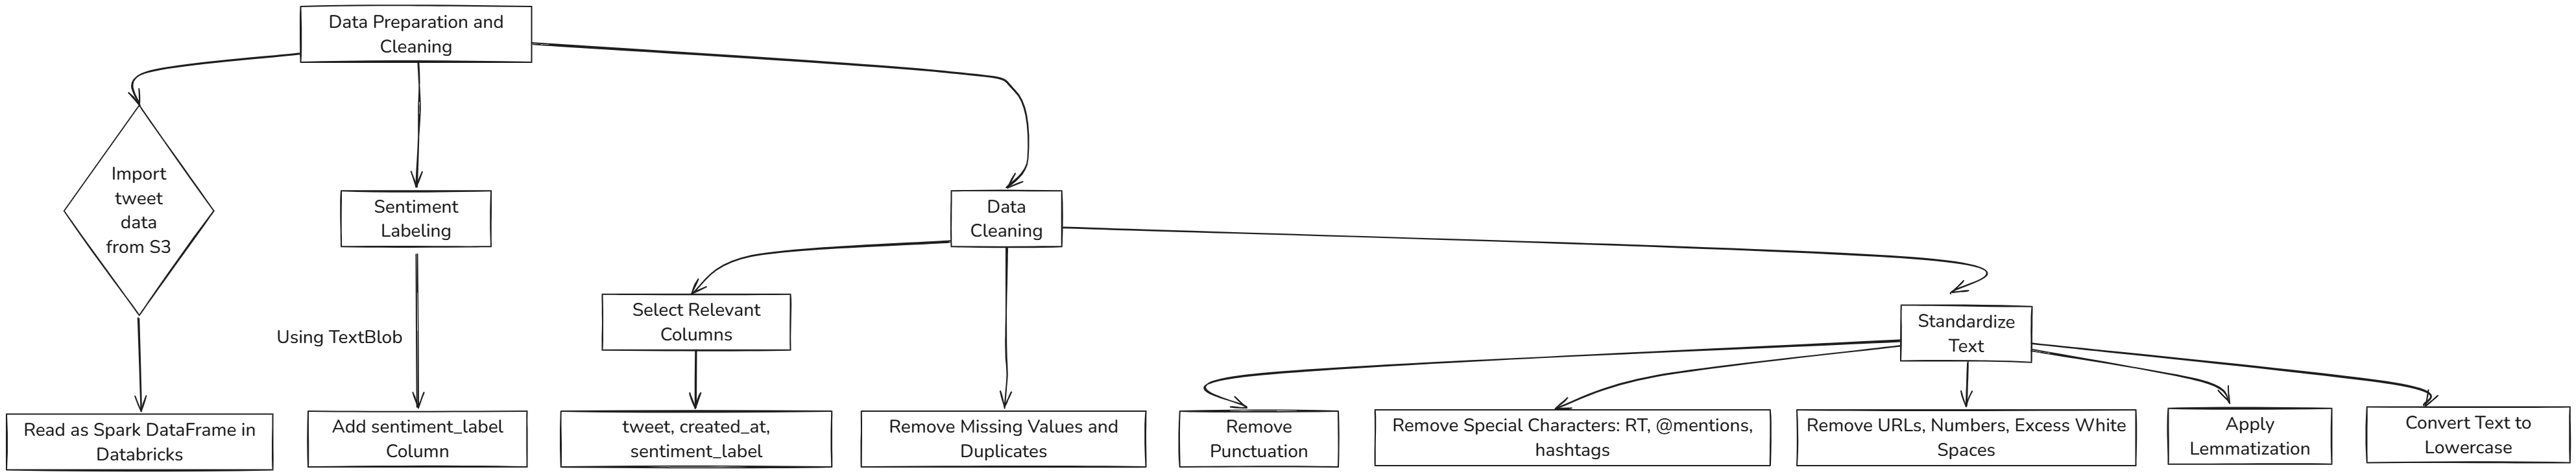 Data Preparation and
Cleaning
Import
tweet
data
from S3
Sentiment
Labeling
Data
Cleaning
Select Relevant
Columns
Standardize
Text
Using TextBlob
Read as Spark DataFrame in
Databricks
Add sentiment_label
Column
tweet, created_at,
sentiment_label
Remove Missing Values and
Duplicates
Remove
Punctuation
Remove Special Characters: RT, @mentions,
hashtags
Remove URLs, Numbers, Excess White
Spaces
Apply
Lemmatization
Convert Text to
Lowercase